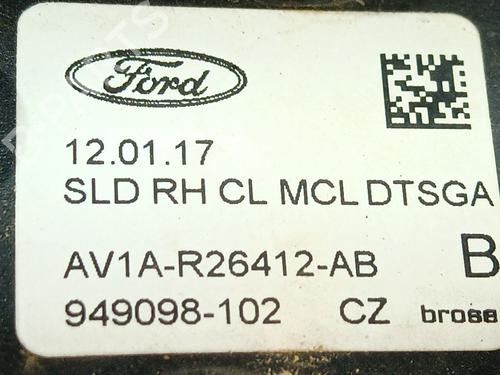 Ford
12.01.17
SLD RH CL MCL DTSGA
AV1A-R26412-AB B
949098-102 CZ brose